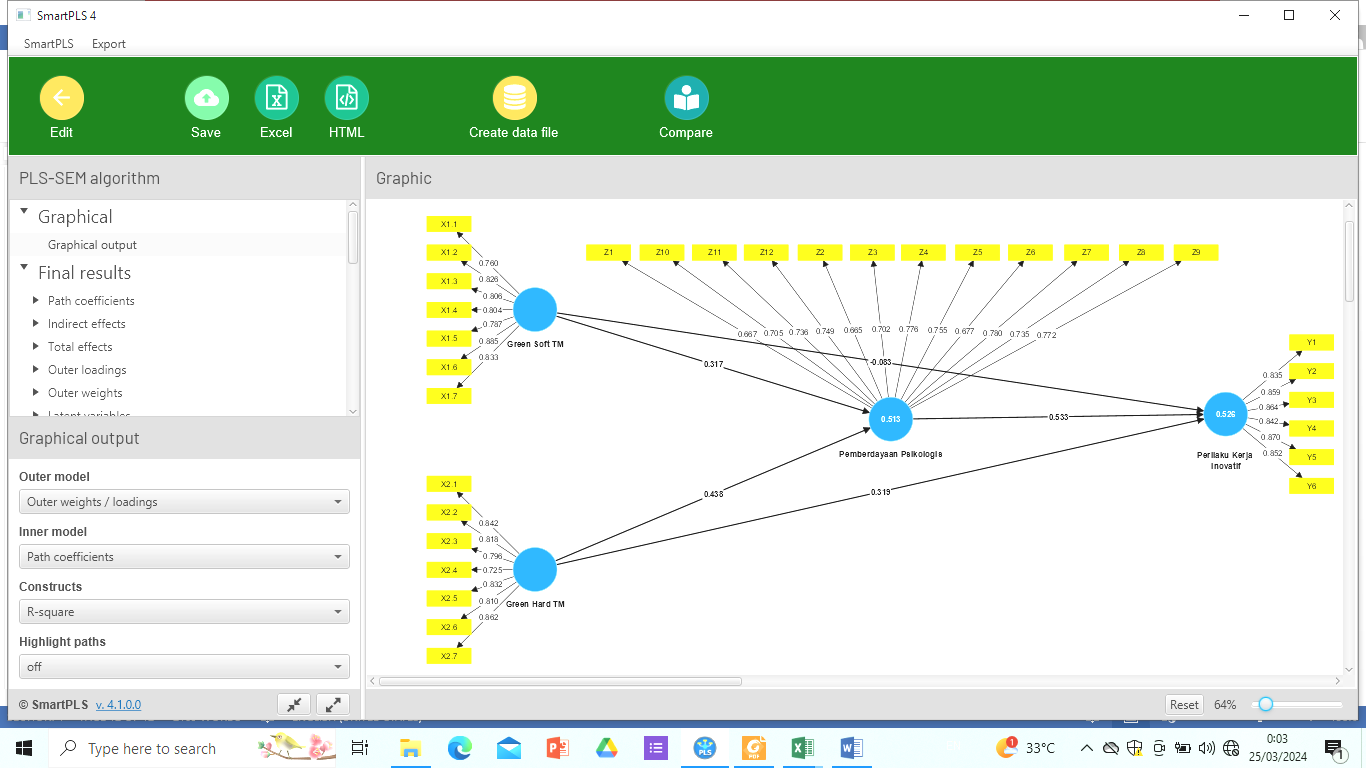 SmartPLS 4
SmartPLS Export
Edit Save Excel HTML Create data file Compare
PLS-SEM algorithm
Graphical
Graphical output
Final results
Path coefficients
Indirect effects
Total effects
Outer loadings
Outer weights
Latent variables
Graphical output
Outer model
Outer weights / loadings
Inner model
Path coefficients
Constructs
R-square
Highlight paths
off
© SmartPLS v. 4.1.0.0
Graphic
X1.1
X1.2
X1.3
X1.4
X1.5
X1.6
X1.7
0.760
0.826
0.806
0.804
0.787
0.885
0.833
Green Soft TM
Z1 Z10 Z11 Z12 Z2 Z3 Z4 Z5 Z6 Z7 Z8 Z9
0.667 0.705 0.736 0.749 0.665 0.702 0.776 0.755 0.677 0.780 0.735 0.772
-0.083
0.317
0.513
Pemberdayaan Psikologis
0.533
0.438
0.319
0.526
Perilaku Kerja
Inovatif
0.835
0.859
0.864
0.842
0.870
0.852
Y1
Y2
Y3
Y4
Y5
Y6
X2.1
X2.2
X2.3
X2.4
X2.5
X2.6
X2.7
0.842
0.818
0.796
0.725
0.832
0.810
0.862
Green Hard TM
Reset 64%
Type here to search
PLS
PDF
1
33°C
0:03
25/03/2024
1